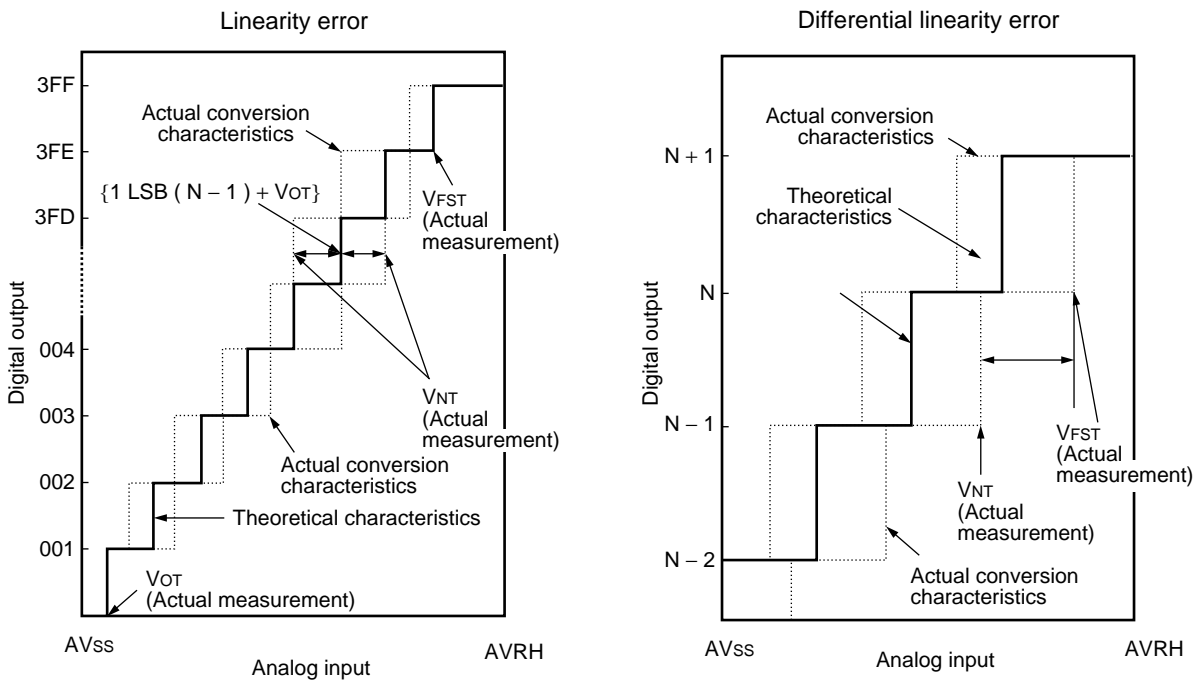 Linearity error
3FF
3FE
3FD
004
003
002
001
Digital output
Actual conversion
characteristics
{1 LSB ( N – 1 ) + VOT}
VFST
(Actual
measurement)
VNT
(Actual
measurement)
Actual conversion
characteristics
Theoretical characteristics
VOT
(Actual measurement)
AVSS
Analog input
AVRH
Differential linearity error
N + 1
N
N – 1
N – 2
Digital output
Actual conversion
characteristics
Theoretical
characteristics
VFST
(Actual
measurement)
VNT
(Actual
measurement)
Actual conversion
characteristics
AVSS
Analog input
AVRH